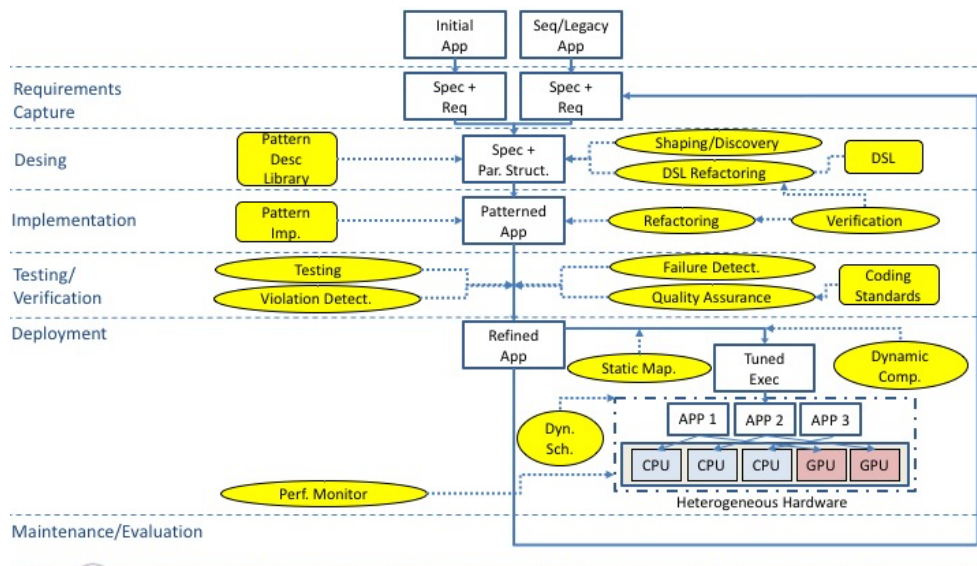 Initial
App
Seq/Legacy
App
Requirements
Capture
Spec +
Req
Spec +
Req
Desing
Pattern
Desc
Library
Spec +
Par. Struct.
Shaping/Discovery
DSL Refactoring
DSL
Implementation
Pattern
Imp.
Patterned
App
Refactoring
Verification
Testing/
Verification
Testing
Violation Detect.
Failure Detect.
Quality Assurance
Coding
Standards
Deployment
Refined
App
Static Map.
Tuned
Exec
Dynamic
Comp.
Dyn.
Sch.
APP 1
APP 2
APP 3
CPU
CPU
CPU
GPU
GPU
Perf. Monitor
Heterogeneous Hardware
Maintenance/Evaluation